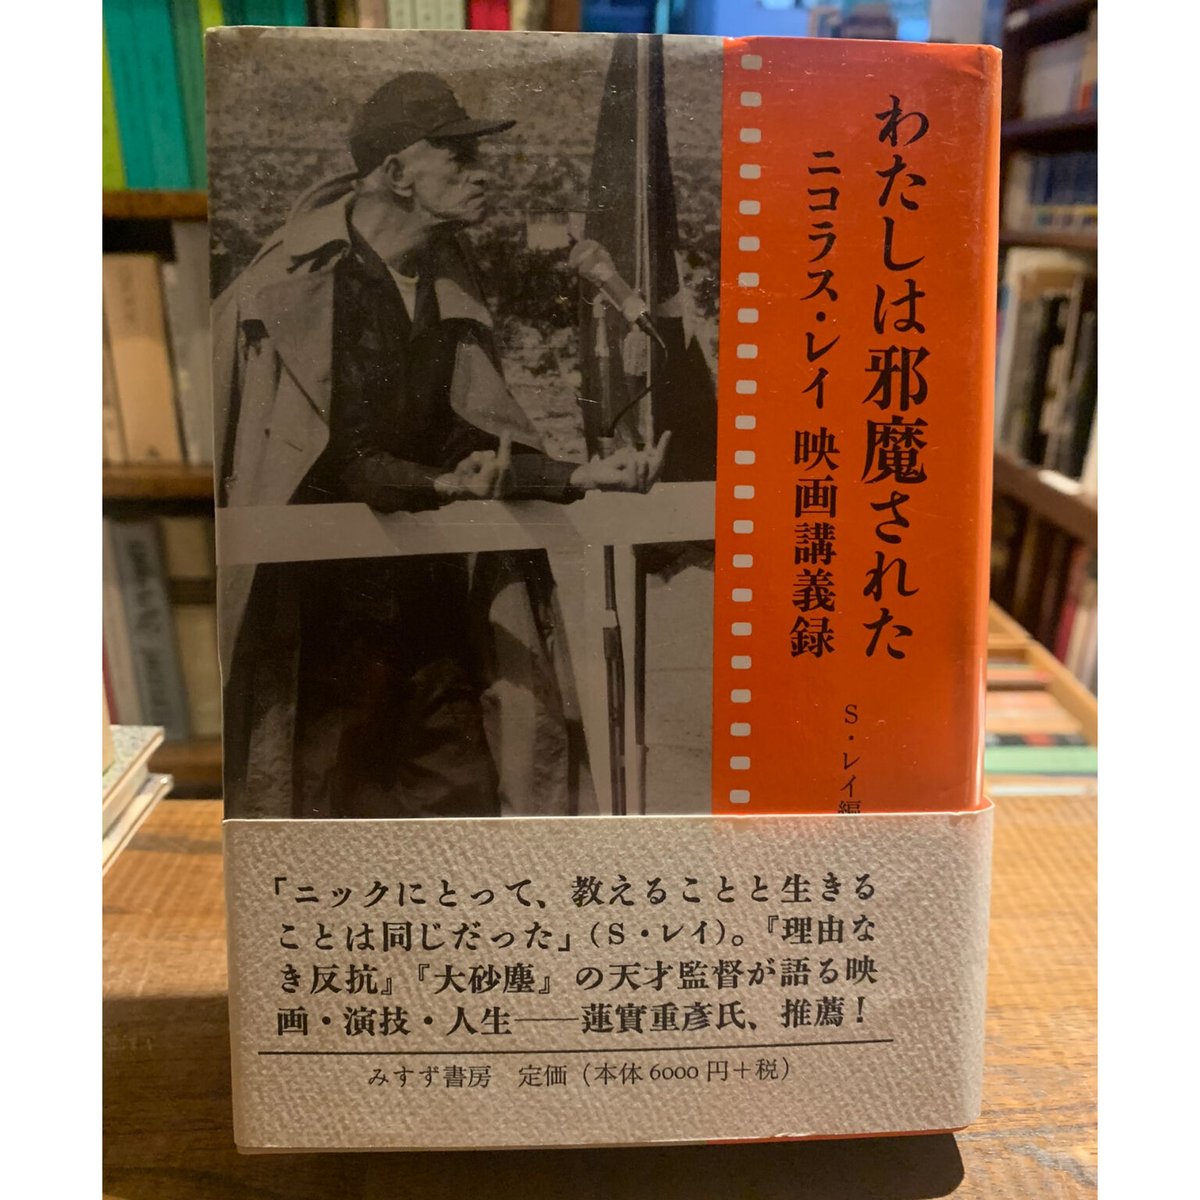 わたしは邪魔された
ニコラス・レイ 映画講義録
S・レイ編
「ニックにとって、教えることと生きる
ことは同じだった」（S・レイ）。『理由な
き反抗』『大砂塵』の天才監督が語る映
画・演技・人生――蓮實重彦氏、推薦！
みすず書房　定価（本体6000円＋税）